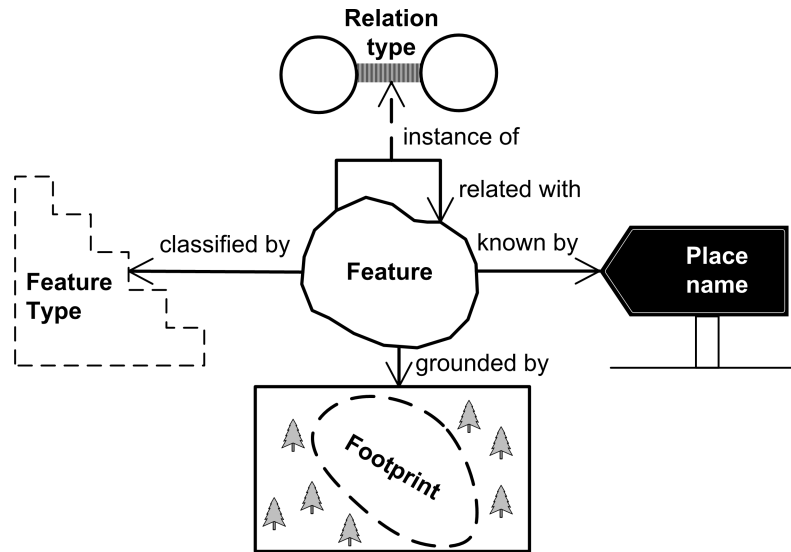 Relation
type
instance of
related with
classified by
known by
Feature
Type
Feature
Place
name
grounded by
Footprint